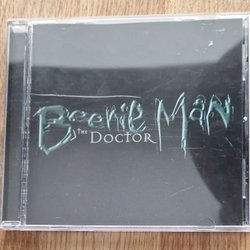 Beenie Man
THE DOCTOR